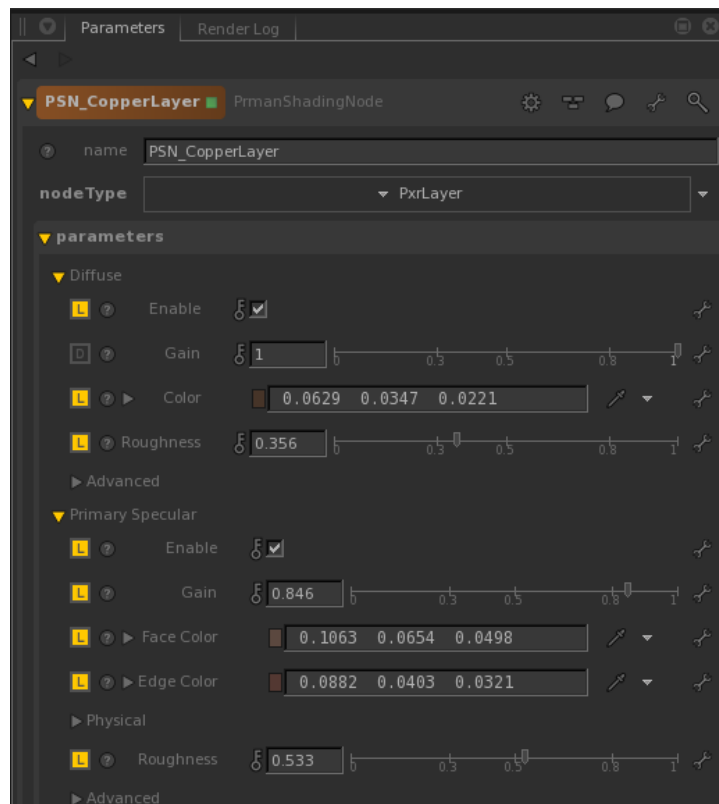 Parameters Render Log
PSN_CopperLayer PrmanShadingNode
? name PSN_CopperLayer
nodeType PxrLayer
parameters
Diffuse
L ? Enable
D ? Gain 1 0 0.3 0.5 0.8 1
L ? Color 0.0629 0.0347 0.0221
L ? Roughness 0.356 0 0.3 0.5 0.8 1
Advanced
Primary Specular
L ? Enable
L ? Gain 0.846 0 0.3 0.5 0.8 1
L ? Face Color 0.1063 0.0654 0.0498
L ? Edge Color 0.0882 0.0403 0.0321
Physical
L ? Roughness 0.533 0 0.3 0.5 0.8 1
Advanced